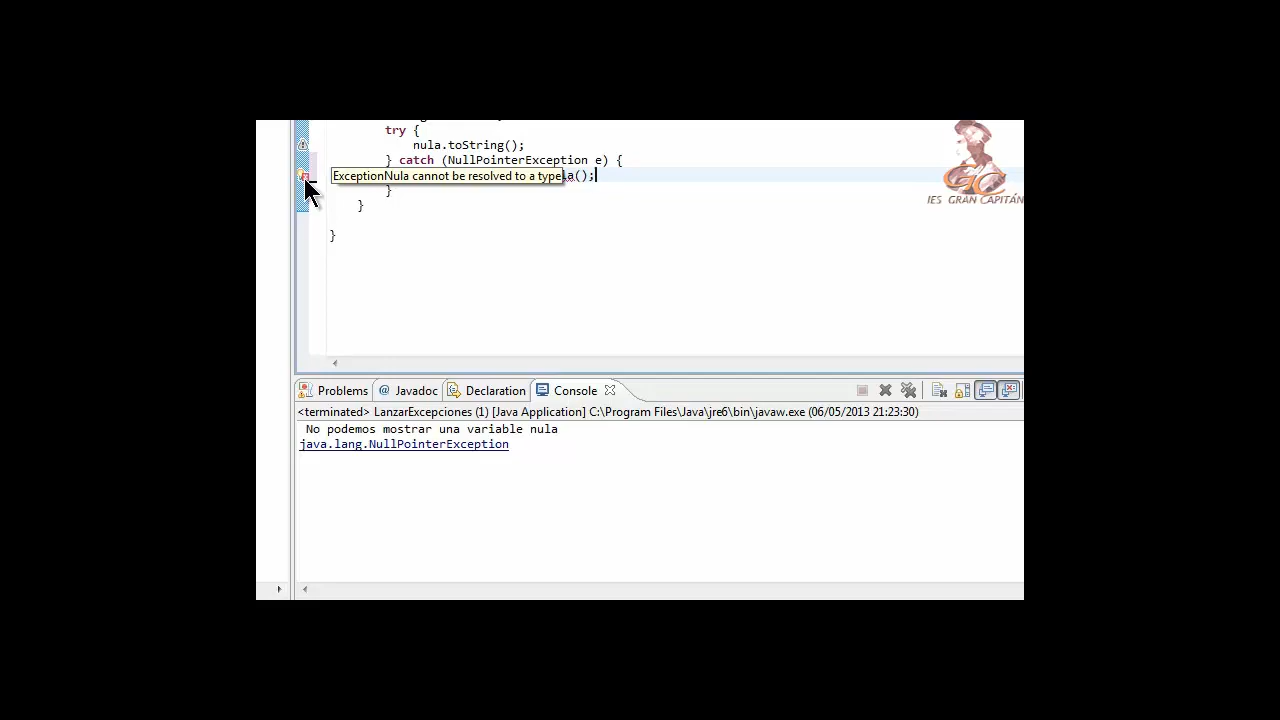 try {
nula.toString();
} catch (NullPointerException e) {
ExceptionNula cannot be resolved to a type
la();
}
}
}
GC
IES GRAN CAPITÁN
Problems @ Javadoc Declaration Console
<terminated> LanzarExcepciones (1) [Java Application] C:\Program Files\Java\jre6\bin\javaw.exe (06/05/2013 21:23:30)
No podemos mostrar una variable nula
java.lang.NullPointerException